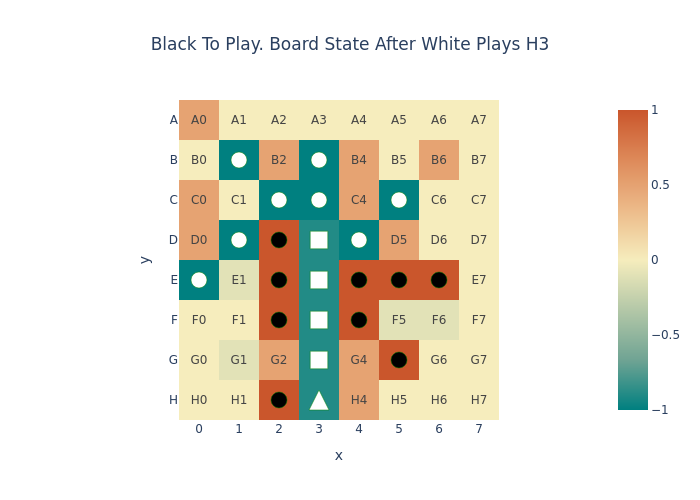 Black To Play. Board State After White Plays H3
A A0 A1 A2 A3 A4 A5 A6 A7
B B0 B2 B4 B5 B6 B7
C C0 C1 C4 C6 C7
D D0 D5 D6 D7
E E1 E7
F F0 F1 F5 F6 F7
G G0 G1 G2 G4 G6 G7
H H0 H1 H4 H5 H6 H7
0 1 2 3 4 5 6 7
x
y
1
0.5
0
−0.5
−1